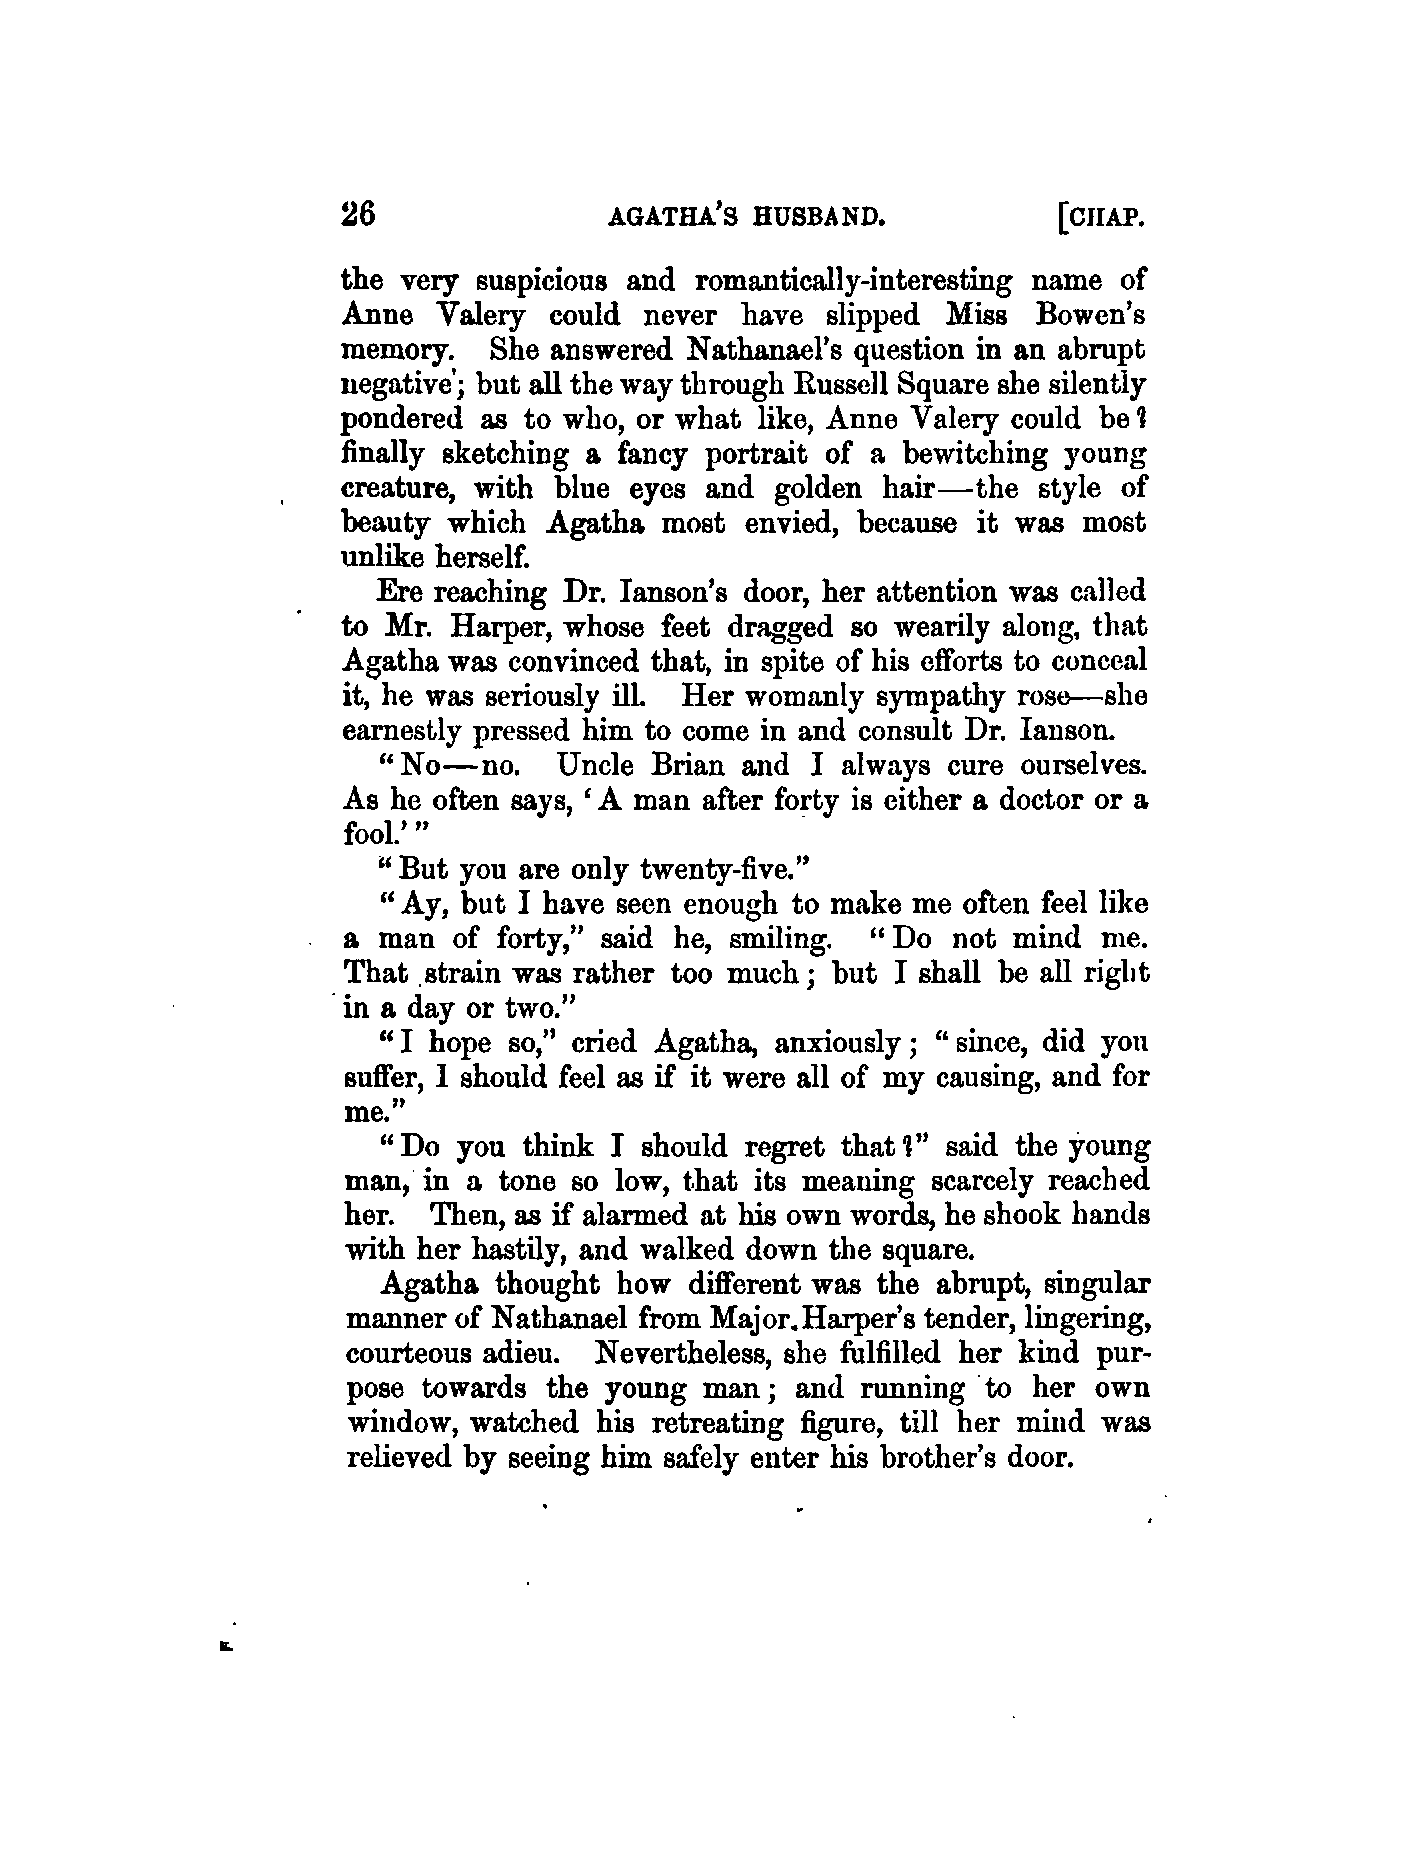 26 AGATHA'S HUSBAND. [CHAP.
the very suspicious and romantically-interesting name of
Anne Valery could never have slipped Miss Bowen's
memory. She answered Nathanael's question in an abrupt
negative; but all the way through Russell Square she silently
pondered as to who, or what like, Anne Valery could be?
finally sketching a fancy portrait of a bewitching young
creature, with blue eyes and golden hair—the style of
beauty which Agatha most envied, because it was most
unlike herself.
Ere reaching Dr. Ianson's door, her attention was called
to Mr. Harper, whose feet dragged so wearily along, that
Agatha was convinced that, in spite of his efforts to conceal
it, he was seriously ill. Her womanly sympathy rose—she
earnestly pressed him to come in and consult Dr. Ianson.
"No—no. Uncle Brian and I always cure ourselves.
As he often says, 'A man after forty is either a doctor or a
fool.'"
"But you are only twenty-five."
"Ay, but I have seen enough to make me often feel like
a man of forty," said he, smiling. "Do not mind me.
That strain was rather too much; but I shall be all right
in a day or two."
"I hope so," cried Agatha, anxiously; "since, did you
suffer, I should feel as if it were all of my causing, and for
me."
"Do you think I should regret that?" said the young
man, in a tone so low, that its meaning scarcely reached
her. Then, as if alarmed at his own words, he shook hands
with her hastily, and walked down the square.
Agatha thought how different was the abrupt, singular
manner of Nathanael from Major Harper's tender, lingering,
courteous adieu. Nevertheless, she fulfilled her kind pur-
pose towards the young man; and running to her own
window, watched his retreating figure, till her mind was
relieved by seeing him safely enter his brother's door.